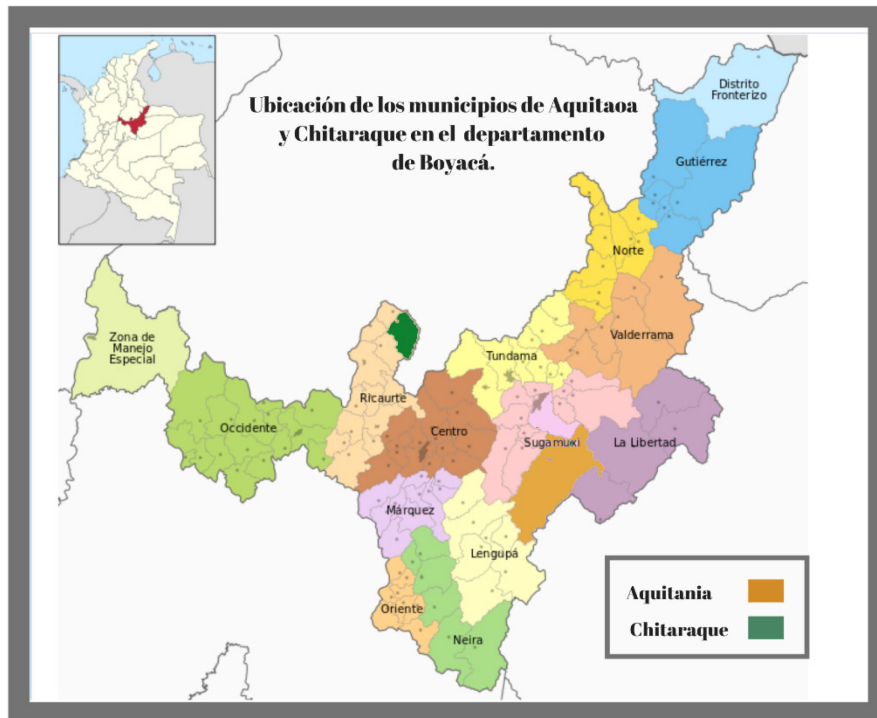 Ubicación de los municipios de Aquitaoa
y Chitaraque en el departamento
de Boyacá.
Distrito
Fronterizo
Gutiérrez
Norte
Valderrama
Zona de
Manejo
Especial
Tundama
Ricaurte
Occidente
Centro
Sugamuxi
La Libertad
Márquez
Lengupá
Oriente
Neira
Aquitania
Chitaraque